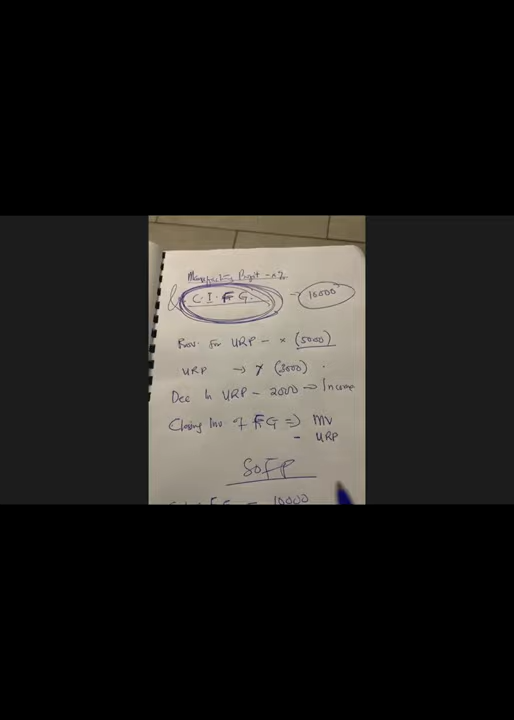 Manufacturing Profit - x%
& C.I.F.G. → 10000
Prov. For URP - x (5000)
URP → x (3000)
Dec in URP - 2000 → Income
Closing Inv of FG => MV
- URP
SOFP
FG = 10000